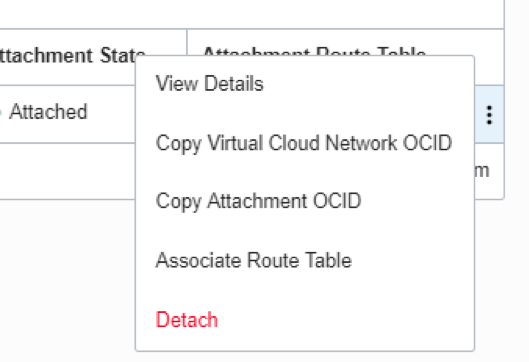 ttachment State Attachment Route Table
Attached
View Details
Copy Virtual Cloud Network OCID
m
Copy Attachment OCID
Associate Route Table
Detach